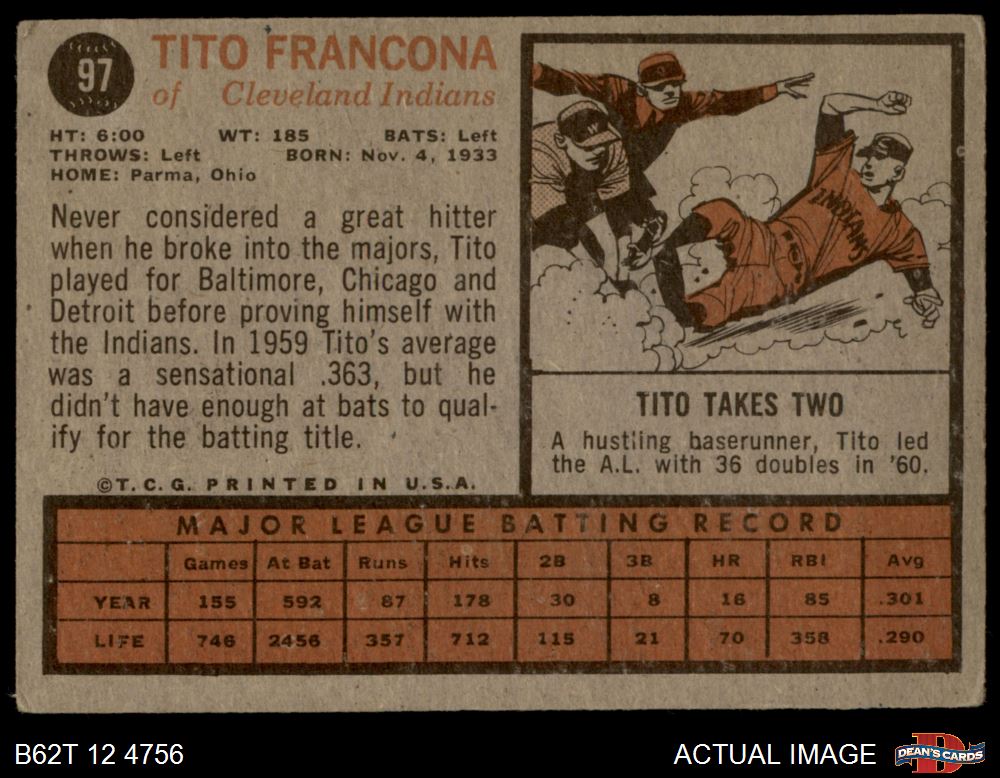 97
TITO FRANCONA
of Cleveland Indians
HT: 6:00 WT: 185 BATS: Left
THROWS: Left BORN: Nov. 4, 1933
HOME: Parma, Ohio
Never considered a great hitter
when he broke into the majors, Tito
played for Baltimore, Chicago and
Detroit before proving himself with
the Indians. In 1959 Tito's average
was a sensational .363, but he
didn't have enough at bats to qual-
ify for the batting title.
©T.C.G. PRINTED IN U.S.A.
W
INDIANS
TITO TAKES TWO
A hustling baserunner, Tito led
the A.L. with 36 doubles in '60.
MAJOR LEAGUE BATTING RECORD
Games At Bat Runs Hits 2B 3B HR RBI Avg
YEAR 155 592 87 178 30 8 16 85 .301
LIFE 746 2456 357 712 115 21 70 358 .290
B62T 12 4756
ACTUAL IMAGE
DEAN'S CARDS